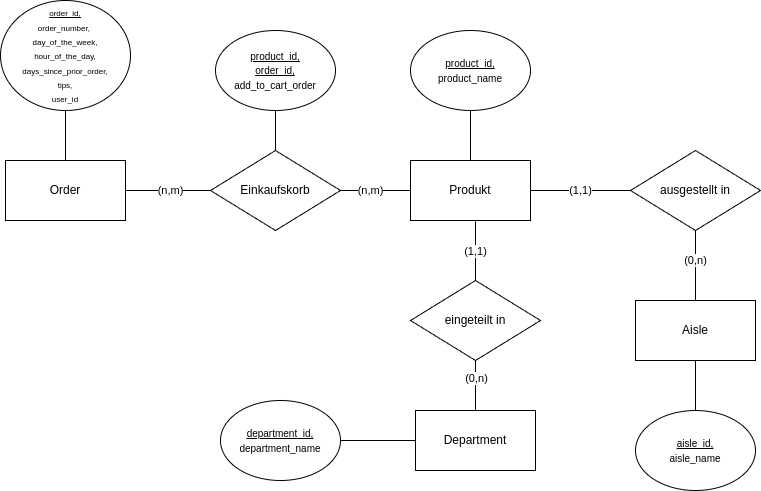 order_id,
order_number,
day_of_the_week,
hour_of_the_day,
days_since_prior_order,
tips,
user_id
product_id,
order_id,
add_to_cart_order
product_id,
product_name
Order
(n,m)
Einkaufskorb
(n,m)
Produkt
(1,1)
ausgestellt in
(1,1)
(0,n)
eingeteilt in
Aisle
(0,n)
department_id,
department_name
Department
aisle_id,
aisle_name